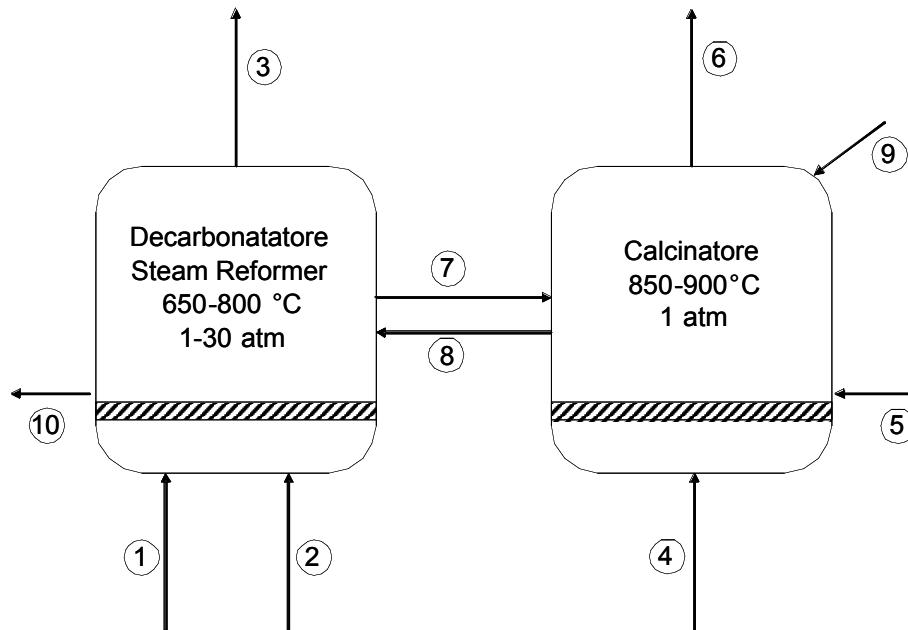 3
6
9
Decarbonatatore
Steam Reformer
650-800 °C
1-30 atm
7
8
Calcinatore
850-900°C
1 atm
10
5
1
2
4